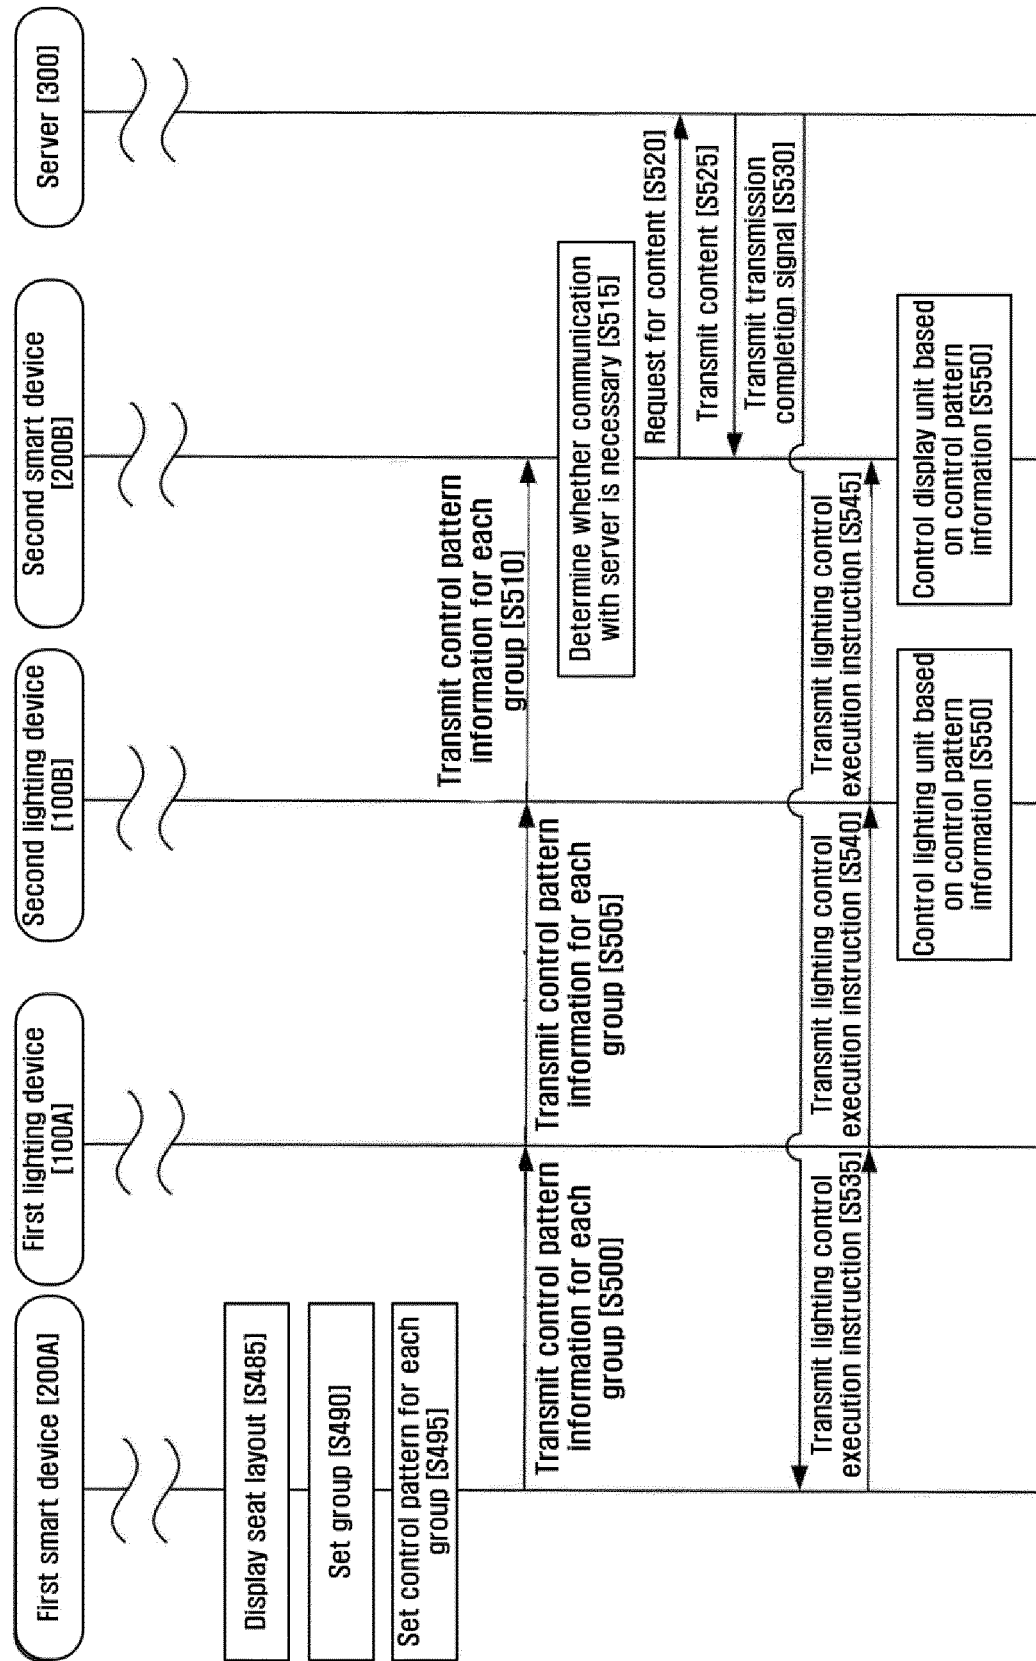 First smart device [200A]
First lighting device
[100A]
Second lighting device
[100B]
Second smart device
[200B]
Server [300]
Display seat layout [S485]
Set group [S490]
Set control pattern for each
group [S495]
Transmit control pattern
information for each
group [S500]
Transmit control pattern
information for each
group [S505]
Transmit control pattern
information for each
group [S510]
Determine whether communication
with server is necessary [S515]
Request for content [S520]
Transmit content [S525]
Transmit transmission
completion signal [S530]
Transmit lighting control
execution instruction [S535]
Transmit lighting control
execution instruction [S540]
Transmit lighting control
execution instruction [S545]
Control lighting unit based
on control pattern
information [S550]
Control display unit based
on control pattern
information [S550]